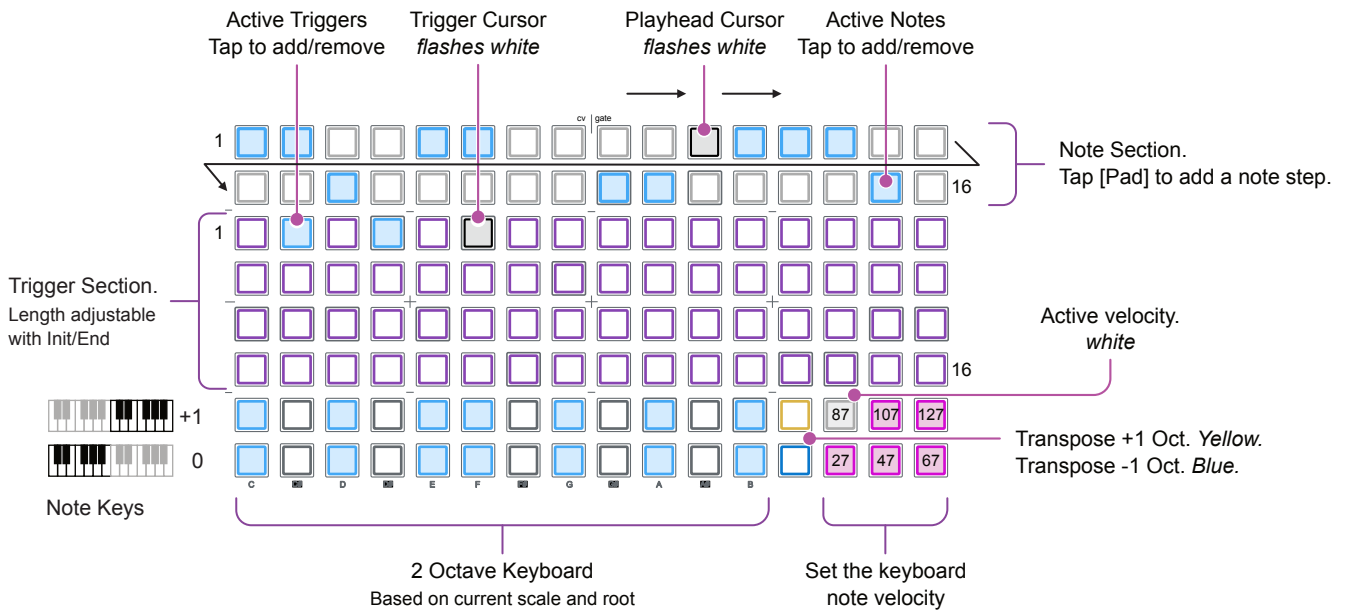 Active Triggers
Tap to add/remove
Trigger Cursor
flashes white
Playhead Cursor
flashes white
Active Notes
Tap to add/remove
cv | gate
1
16
Note Section.
Tap [Pad] to add a note step.
1
Trigger Section.
Length adjustable
with Init/End
16
Active velocity.
white
+1
87 107 127
0
27 47 67
Transpose +1 Oct. Yellow.
Transpose -1 Oct. Blue.
C D E F G A B
Note Keys
2 Octave Keyboard
Based on current scale and root
Set the keyboard
note velocity